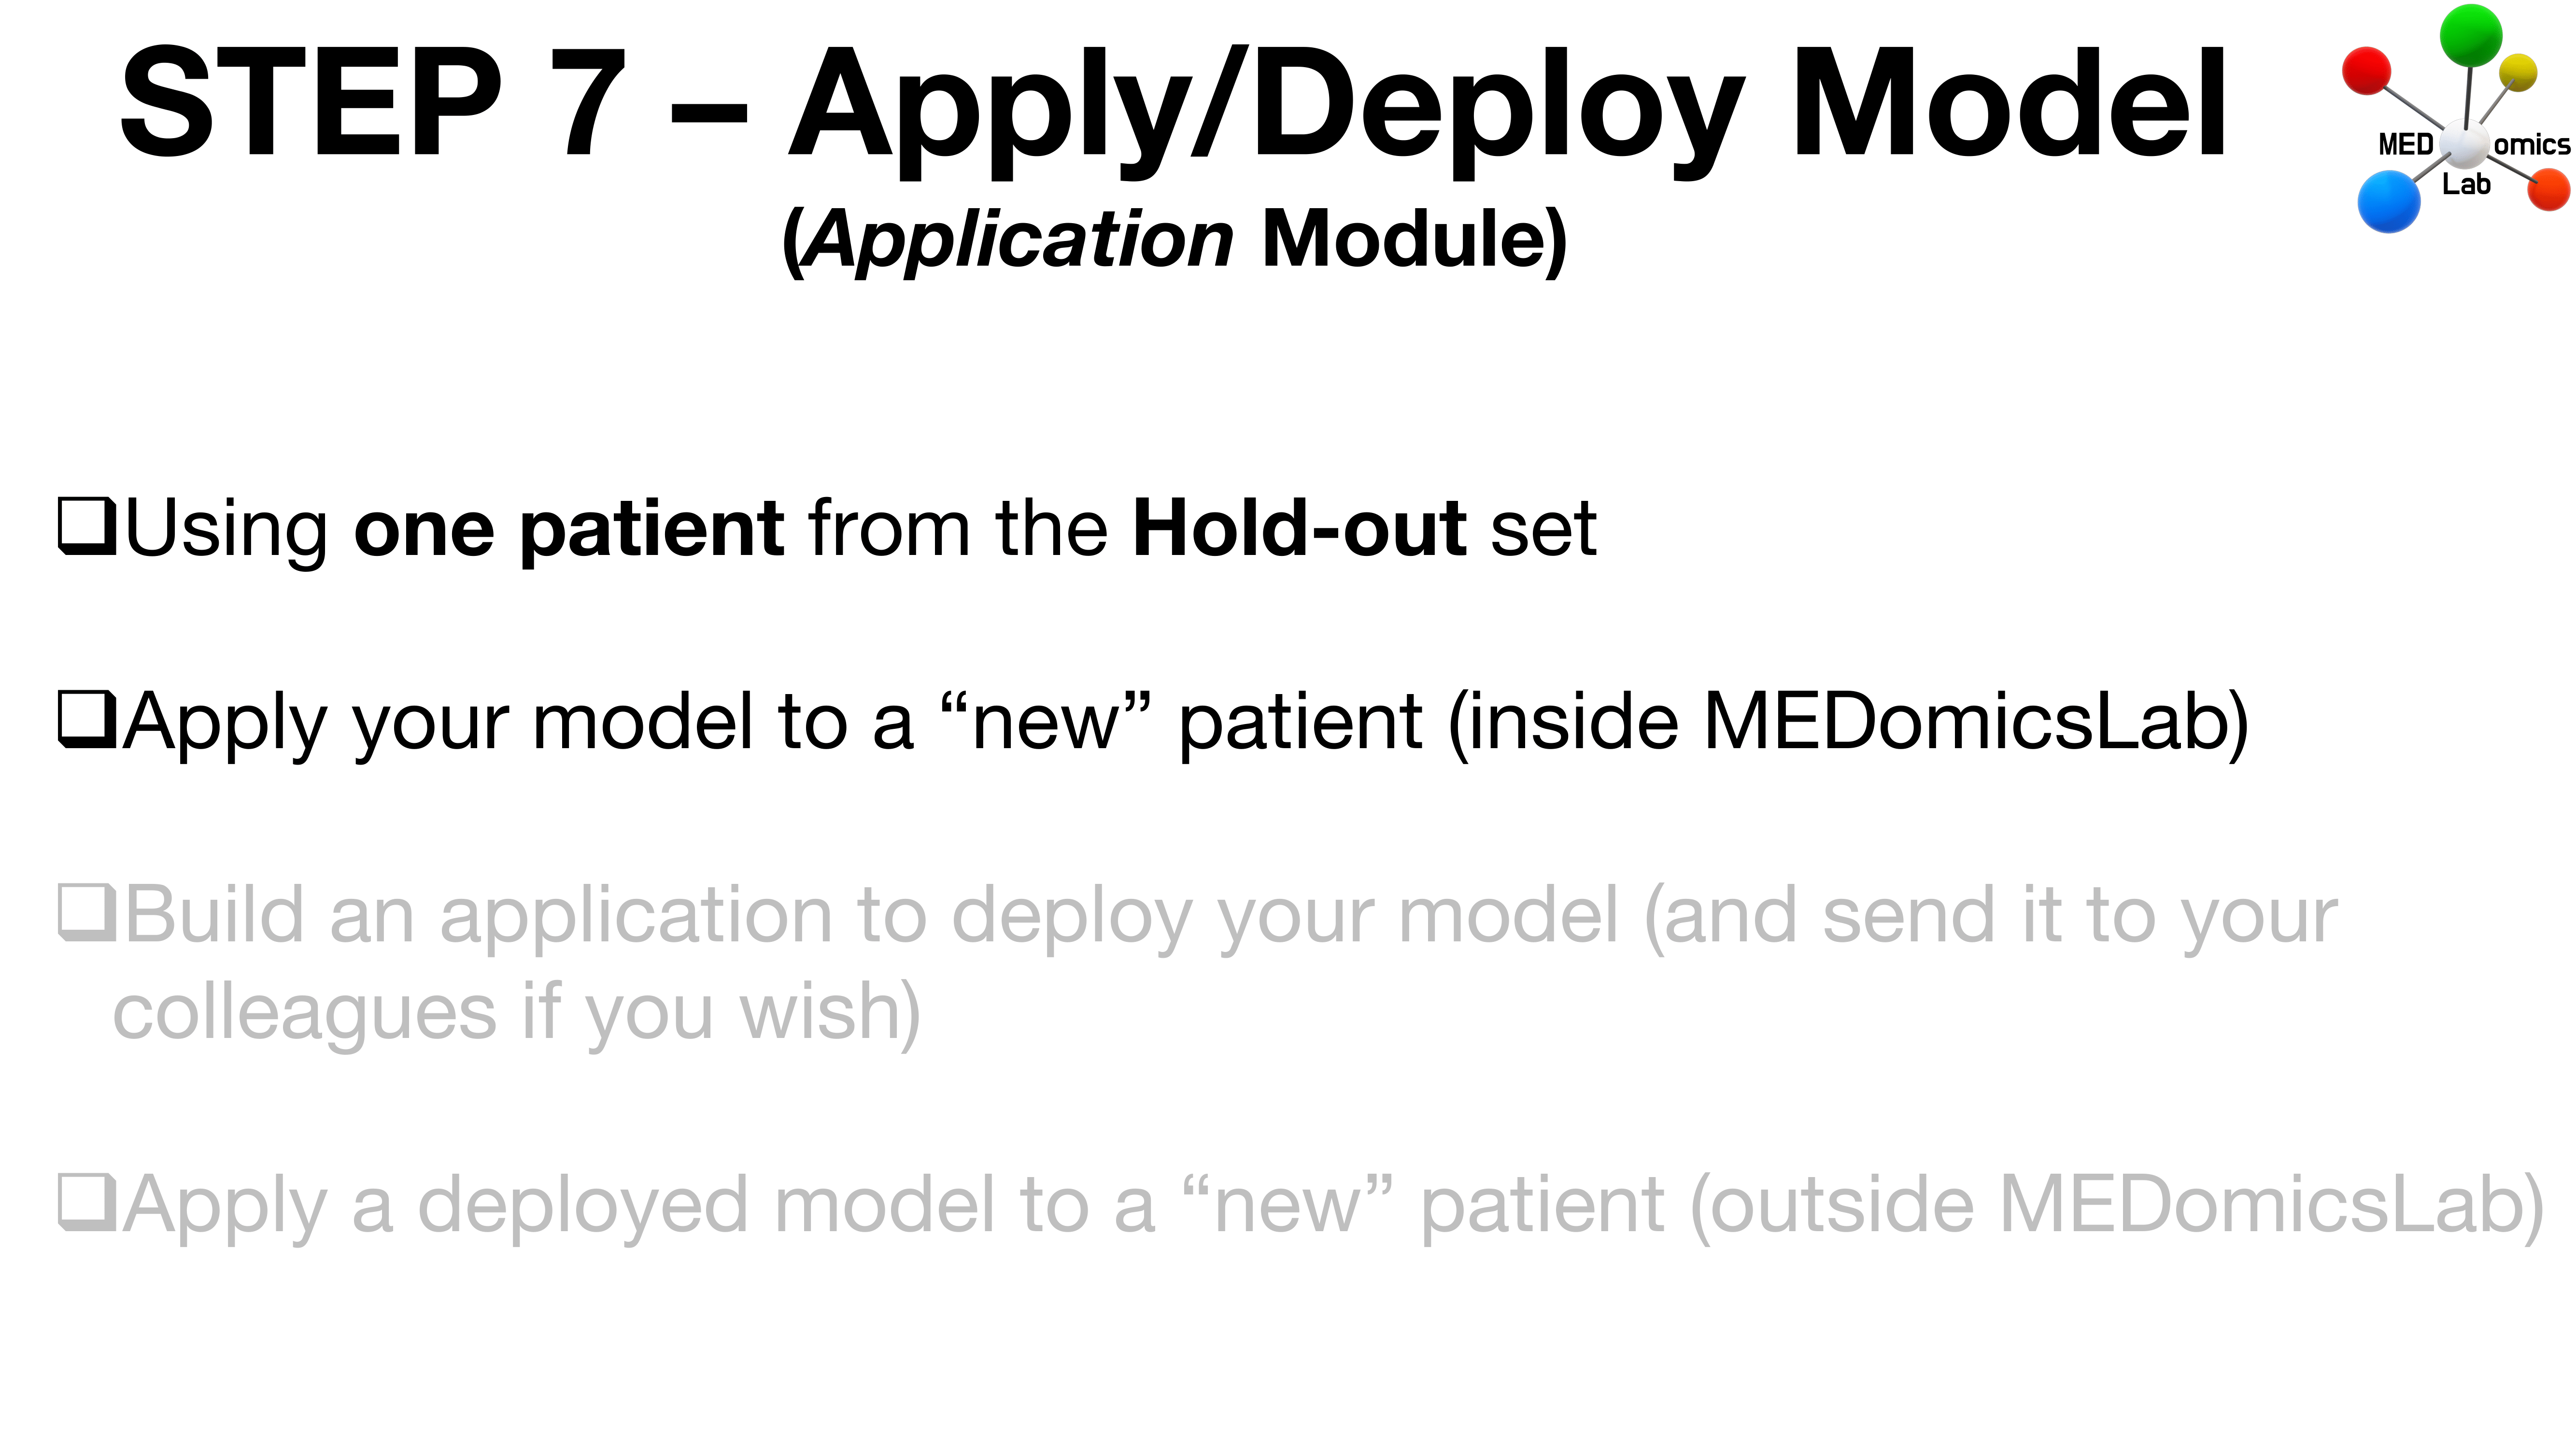 STEP 7 – Apply/Deploy Model
(Application Module)
MED omics
Lab
❑Using one patient from the Hold-out set
❑Apply your model to a “new” patient (inside MEDomicsLab)
❑Build an application to deploy your model (and send it to your
colleagues if you wish)
❑Apply a deployed model to a “new” patient (outside MEDomicsLab)